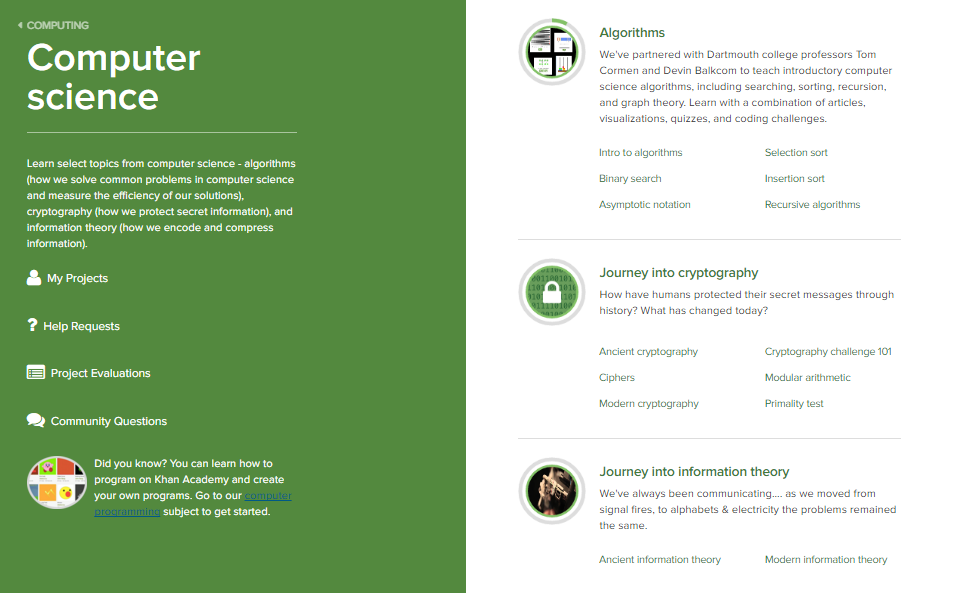 COMPUTING
Computer
science
Learn select topics from computer science - algorithms
(how we solve common problems in computer science
and measure the efficiency of our solutions),
cryptography (how we protect secret information), and
information theory (how we encode and compress
information).
My Projects
? Help Requests
Project Evaluations
Community Questions
Did you know? You can learn how to
program on Khan Academy and create
your own programs. Go to our computer
programming subject to get started.
Algorithms
We've partnered with Dartmouth college professors Tom
Cormen and Devin Balkcom to teach introductory computer
science algorithms, including searching, sorting, recursion,
and graph theory. Learn with a combination of articles,
visualizations, quizzes, and coding challenges.
Intro to algorithms
Selection sort
Binary search
Insertion sort
Asymptotic notation
Recursive algorithms
Journey into cryptography
How have humans protected their secret messages through
history? What has changed today?
Ancient cryptography
Cryptography challenge 101
Ciphers
Modular arithmetic
Modern cryptography
Primality test
Journey into information theory
We've always been communicating.... as we moved from
signal fires, to alphabets & electricity the problems remained
the same.
Ancient information theory
Modern information theory